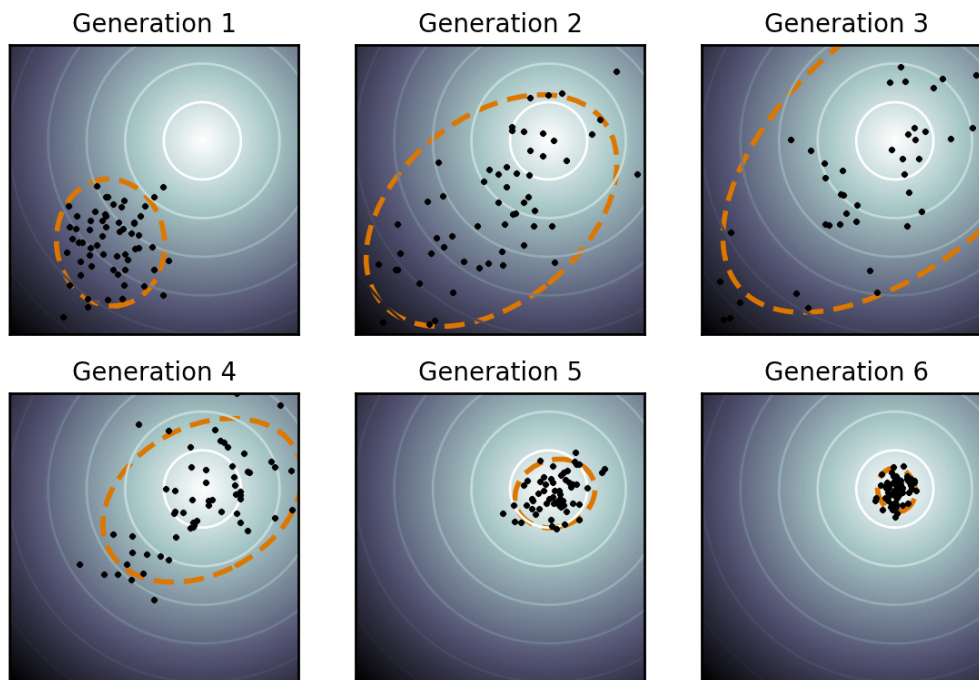 Generation 1
Generation 2
Generation 3
Generation 4
Generation 5
Generation 6